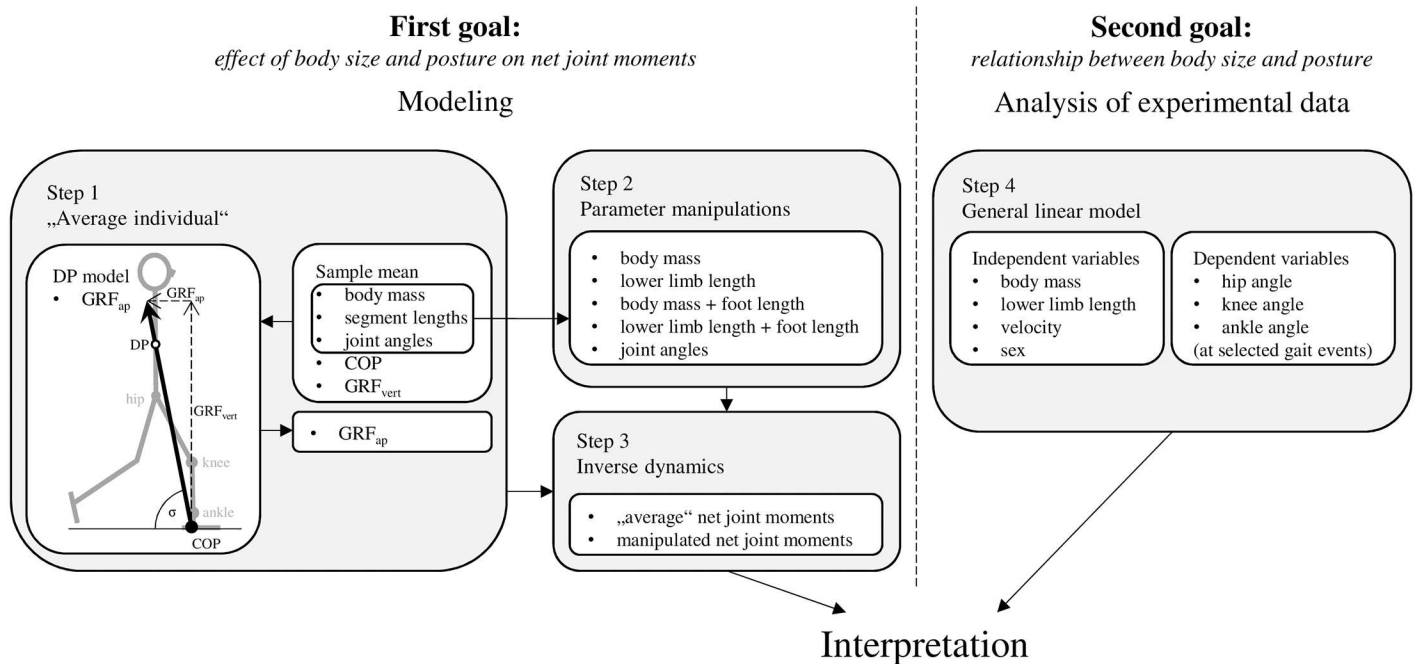 First goal:
effect of body size and posture on net joint moments
Modeling
Step 1
„Average individual“
DP model
• GRFap
GRFap
DP
hip
GRFvert
knee
σ
ankle
COP
Sample mean
• body mass
• segment lengths
• joint angles
• COP
• GRFvert
• GRFap
Step 2
Parameter manipulations
• body mass
• lower limb length
• body mass + foot length
• lower limb length + foot length
• joint angles
Step 3
Inverse dynamics
• „average“ net joint moments
• manipulated net joint moments
Second goal:
relationship between body size and posture
Analysis of experimental data
Step 4
General linear model
Independent variables
• body mass
• lower limb length
• velocity
• sex
Dependent variables
• hip angle
• knee angle
• ankle angle
(at selected gait events)
Interpretation